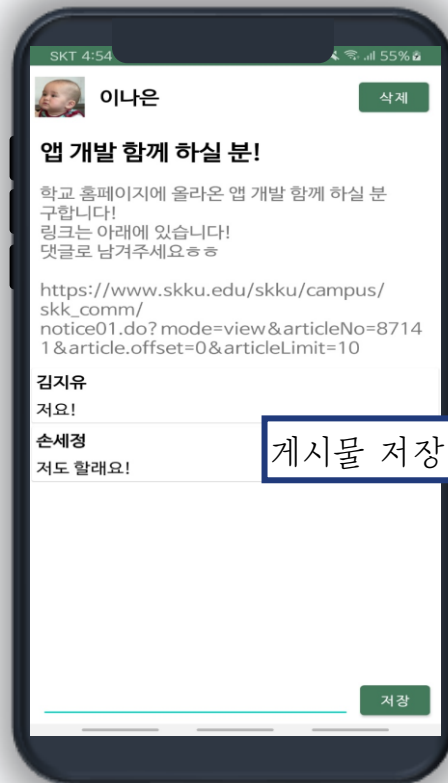 SKT 4:54 55%
이나은 삭제
앱 개발 함께 하실 분!
학교 홈페이지에 올라온 앱 개발 함께 하실 분
구합니다!
링크는 아래에 있습니다!
댓글로 남겨주세요ㅎㅎ
https://www.skku.edu/skku/campus/
skk_comm/
notice01.do?mode=view&articleNo=8714
1&article.offset=0&articleLimit=10
김지유
저요!
손세정
저도 할래요!
게시물 저장
저장